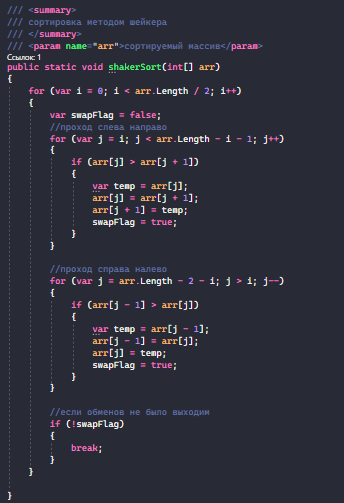 /// <summary>
/// сортировка методом шейкера
/// </summary>
/// <param name="arr">сортируемый массив</param>
Ссылок: 1
public static void shakerSort(int[] arr)
{
    for (var i = 0; i < arr.Length / 2; i++)
    {
        var swapFlag = false;
        //проход слева направо
        for (var j = i; j < arr.Length - i - 1; j++)
        {
            if (arr[j] > arr[j + 1])
            {
                var temp = arr[j];
                arr[j] = arr[j + 1];
                arr[j + 1] = temp;
                swapFlag = true;
            }
        }

        //проход справа налево
        for (var j = arr.Length - 2 - i; j > i; j--)
        {
            if (arr[j - 1] > arr[j])
            {
                var temp = arr[j - 1];
                arr[j - 1] = arr[j];
                arr[j] = temp;
                swapFlag = true;
            }
        }

        //если обменов не было выходим
        if (!swapFlag)
        {
            break;
        }
    }

}